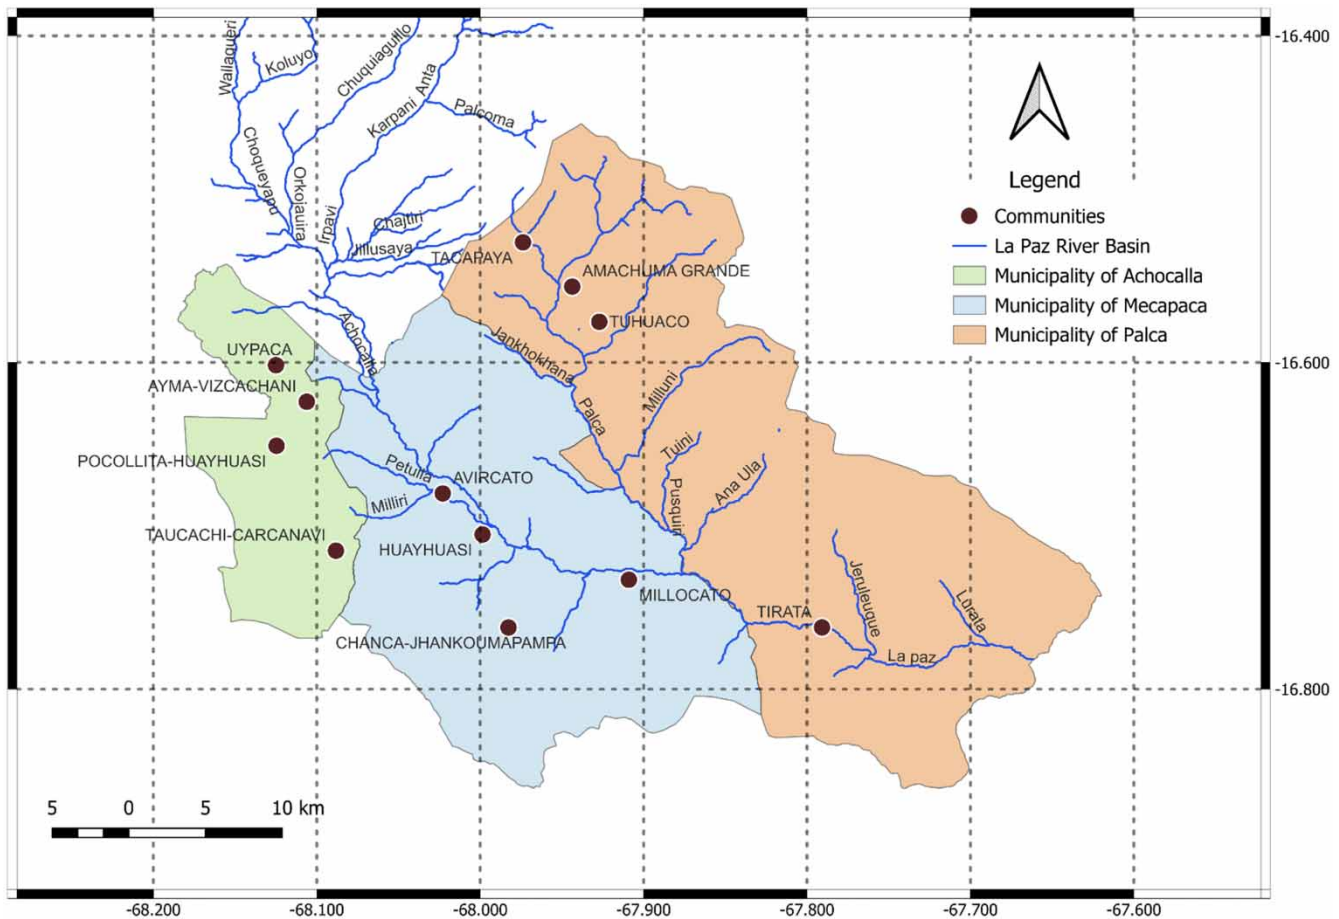 -16.400
Wallaqueri
Koluyo
Chuquiaguillo
Karpani Anta
Palcoma
Choqueyapu
Orkojauira
Irpavi
Chajtiri
Jillusaya
Legend
Communities
La Paz River Basin
Municipality of Achocalla
Municipality of Mecapaca
Municipality of Palca
TACAPAYA
AMACHUMA GRANDE
TUHUACO
Achocalla
Jankhokhana
UYPACA
-16.600
AYMA-VIZCACHANI
Palca
Milluni
POCOLLITA-HUAYHUASI
Petulla
AVIRCATO
Tuini
Pusquiri
Ana Ula
Milliri
TAUCACHI-CARCANAVI
HUAYHUASI
MILLOCATO
TIRATA
Jeruleuque
Lurata
CHANCA-JHANKOUMAPAMPA
La paz
-16.800
5 0 5 10 km
-68.200 -68.100 -68.000 -67.900 -67.800 -67.700 -67.600